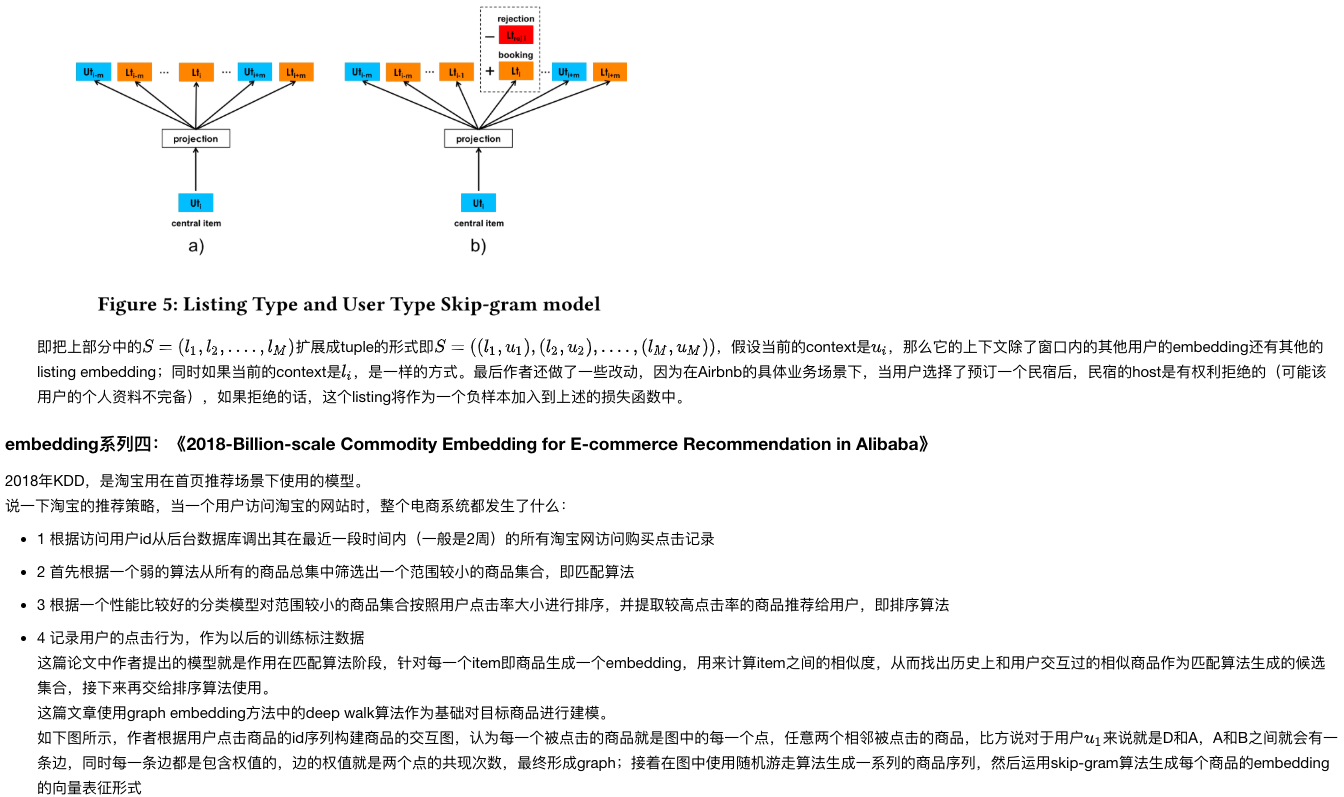 rejection
− Lt_rej-i
booking
Ut_i-m Lt_i-m ... Lt_i ... Ut_i+m Lt_i+m
Ut_i-m Lt_i-m ... Lt_i-1 + Lt_i ... Ut_i+m Lt_i+m
projection projection
Ut_i Ut_i
central item central item
a) b)
Figure 5: Listing Type and User Type Skip-gram model
即把上部分中的S = (l_1, l_2, ...., l_M)扩展成tuple的形式即S = ((l_1, u_1), (l_2, u_2), ...., (l_M, u_M))，假设当前的context是u_i，那么它的上下文除了窗口内的其他用户的embedding还有其他的
listing embedding；同时如果当前的context是l_i，是一样的方式。最后作者还做了一些改动，因为在Airbnb的具体业务场景下，当用户选择了预订一个民宿后，民宿的host是有权利拒绝的（可能该
用户的个人资料不完备），如果拒绝的话，这个listing将作为一个负样本加入到上述的损失函数中。
embedding系列四：《2018-Billion-scale Commodity Embedding for E-commerce Recommendation in Alibaba》
2018年KDD，是淘宝用在首页推荐场景下使用的模型。
说一下淘宝的推荐策略，当一个用户访问淘宝的网站时，整个电商系统都发生了什么：
• 1 根据访问用户id从后台数据库调出其在最近一段时间内（一般是2周）的所有淘宝网访问购买点击记录
• 2 首先根据一个弱的算法从所有的商品总集中筛选出一个范围较小的商品集合，即匹配算法
• 3 根据一个性能比较好的分类模型对范围较小的商品集合按照用户点击率大小进行排序，并提取较高点击率的商品推荐给用户，即排序算法
• 4 记录用户的点击行为，作为以后的训练标注数据
这篇论文中作者提出的模型就是作用在匹配算法阶段，针对每一个item即商品生成一个embedding，用来计算item之间的相似度，从而找出历史上和用户交互过的相似商品作为匹配算法生成的候选
集合，接下来再交给排序算法使用。
这篇文章使用graph embedding方法中的deep walk算法作为基础对目标商品进行建模。
如下图所示，作者根据用户点击商品的id序列构建商品的交互图，认为每一个被点击的商品就是图中的每一个点，任意两个相邻被点击的商品，比方说对于用户u_1来说就是D和A，A和B之间就会有一
条边，同时每一条边都是包含权值的，边的权值就是两个点的共现次数，最终形成graph；接着在图中使用随机游走算法生成一系列的商品序列，然后运用skip-gram算法生成每个商品的embedding
的向量表征形式